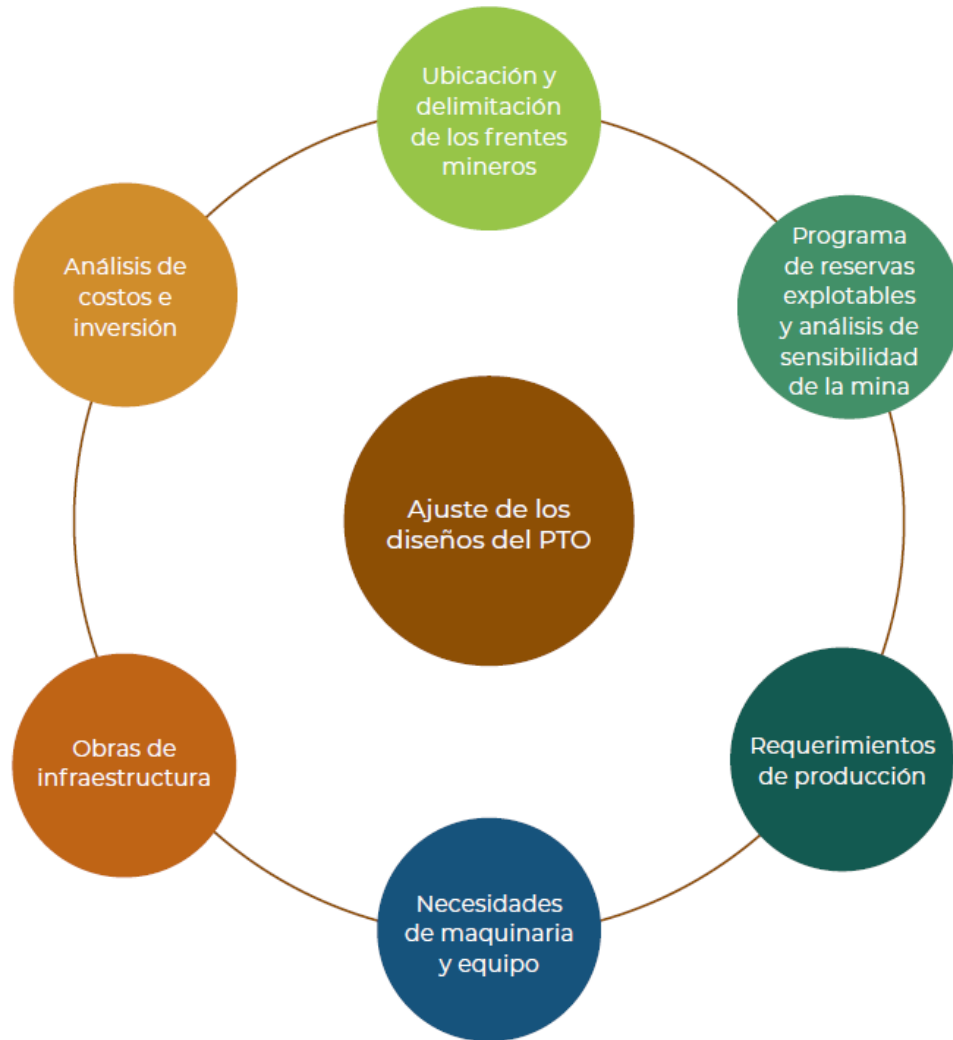 Ubicación y
delimitación
de los frentes
mineros
Programa
de reservas
explotables
y análisis de
sensibilidad
de la mina
Requerimientos
de producción
Necesidades
de maquinaria
y equipo
Obras de
infraestructura
Análisis de
costos e
inversión
Ajuste de los
diseños del PTO